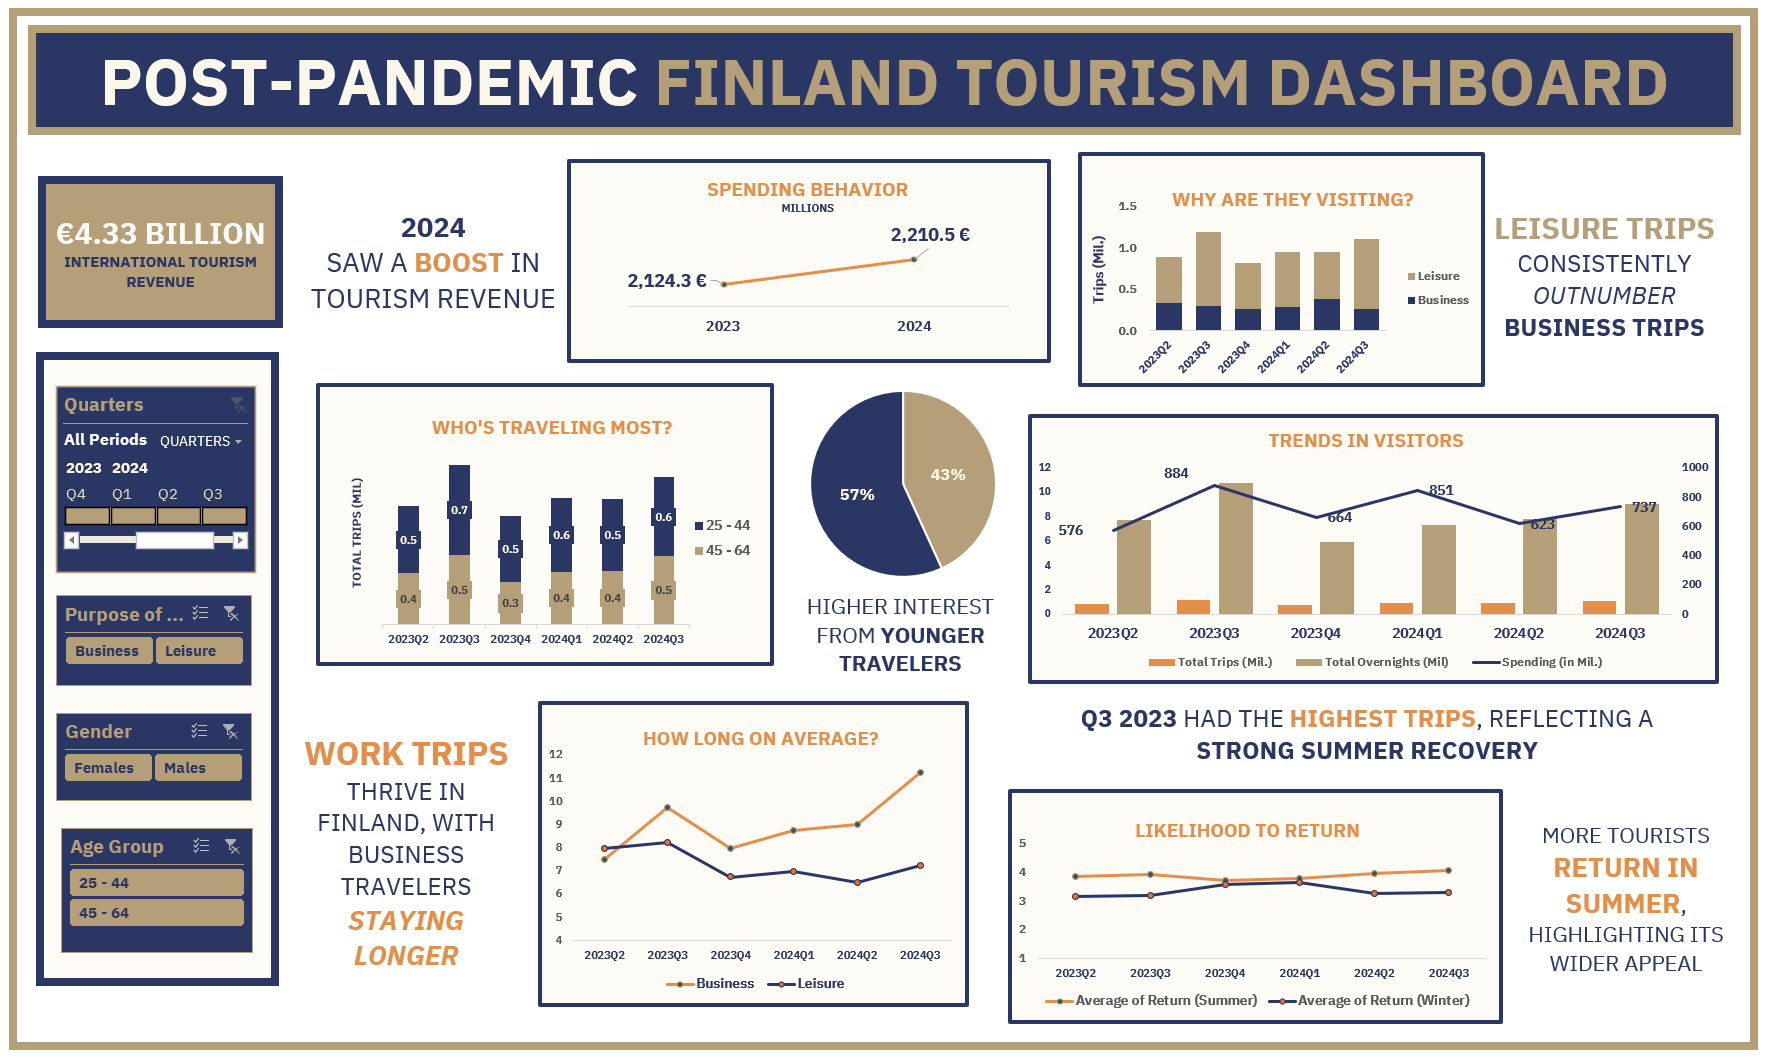 POST-PANDEMIC FINLAND TOURISM DASHBOARD
€4.33 BILLION
INTERNATIONAL TOURISM
REVENUE
2024
SAW A BOOST IN
TOURISM REVENUE
SPENDING BEHAVIOR
MILLIONS
2,210.5 €
2,124.3 €
2023
2024
WHY ARE THEY VISITING?
Trips (Mil.)
1.5
1.0
0.5
0.0
2023Q2
2023Q3
2023Q4
2024Q1
2024Q2
2024Q3
Leisure
Business
LEISURE TRIPS
CONSISTENTLY
OUTNUMBER
BUSINESS TRIPS
Quarters
All Periods
QUARTERS
2023 2024
Q4 Q1 Q2 Q3
Purpose of ...
Business Leisure
Gender
Females Males
Age Group
25 - 44
45 - 64
WHO'S TRAVELING MOST?
TOTAL TRIPS (MIL)
0.5 0.7 0.5 0.6 0.5 0.6
0.4 0.5 0.3 0.4 0.4 0.5
2023Q2 2023Q3 2023Q4 2024Q1 2024Q2 2024Q3
25 - 44
45 - 64
57%
43%
HIGHER INTEREST
FROM YOUNGER
TRAVELERS
TRENDS IN VISITORS
12
10
8
6
4
2
0
576
884
664
851
623
737
1000
800
600
400
200
0
2023Q2 2023Q3 2023Q4 2024Q1 2024Q2 2024Q3
Total Trips (Mil.) Total Overnights (Mil) Spending (in Mil.)
Q3 2023 HAD THE HIGHEST TRIPS, REFLECTING A
STRONG SUMMER RECOVERY
WORK TRIPS
THRIVE IN
FINLAND, WITH
BUSINESS
TRAVELERS
STAYING
LONGER
HOW LONG ON AVERAGE?
12
11
10
9
8
7
6
5
4
2023Q2 2023Q3 2023Q4 2024Q1 2024Q2 2024Q3
Business Leisure
LIKELIHOOD TO RETURN
5
4
3
2
1
2023Q2 2023Q3 2023Q4 2024Q1 2024Q2 2024Q3
Average of Return (Summer) Average of Return (Winter)
MORE TOURISTS
RETURN IN
SUMMER,
HIGHLIGHTING ITS
WIDER APPEAL